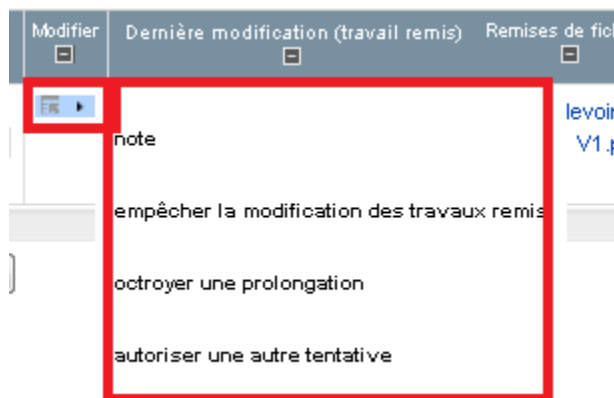 Modifier Dernière modification (travail remis) Remises de fich
note
empêcher la modification des travaux remis
octroyer une prolongation
autoriser une autre tentative
levoir
V1.p